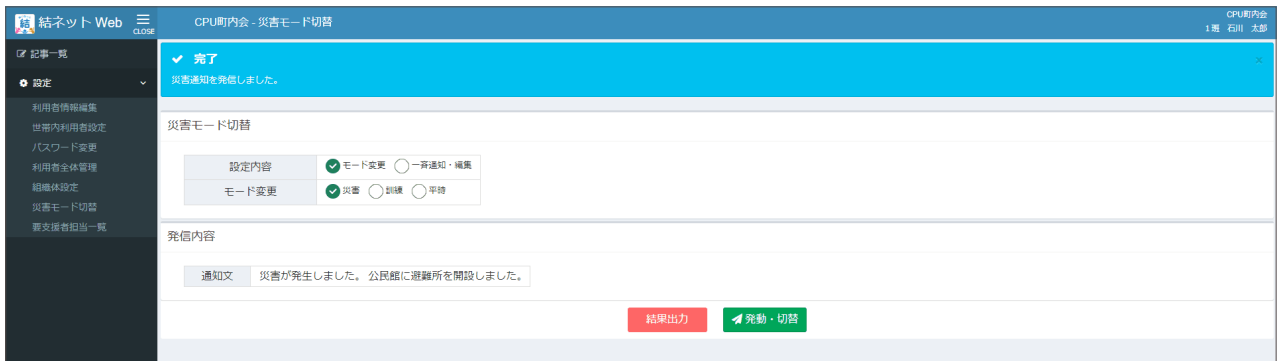 結 結ネット Web CLOSE CPU町内会 - 災害モード切替 CPU町内会
1班 石川 太郎
記事一覧
設定
利用者情報編集
世帯内利用者設定
パスワード変更
利用者全体管理
組織体設定
災害モード切替
要支援者担当一覧
完了 ×
災害通知を発信しました。
災害モード切替
設定内容 モード変更 一斉通知・編集
モード変更 災害 訓練 平時
発信内容
通知文 災害が発生しました。 公民館に避難所を開設しました。
結果出力 発動・切替